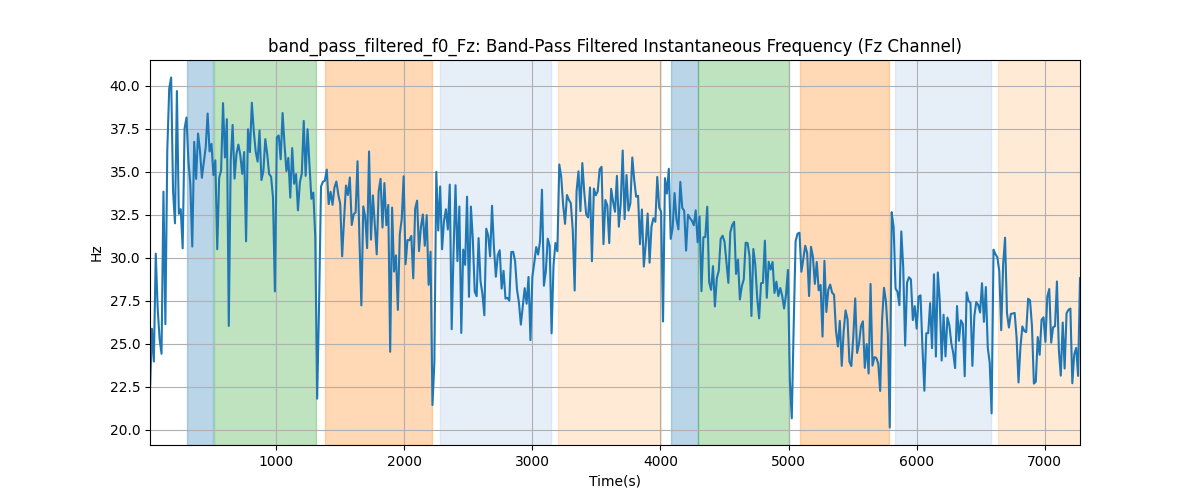 band_pass_filtered_f0_Fz: Band-Pass Filtered Instantaneous Frequency (Fz Channel)
Hz
40.0
37.5
35.0
32.5
30.0
27.5
25.0
22.5
20.0
1000 2000 3000 4000 5000 6000 7000
Time(s)